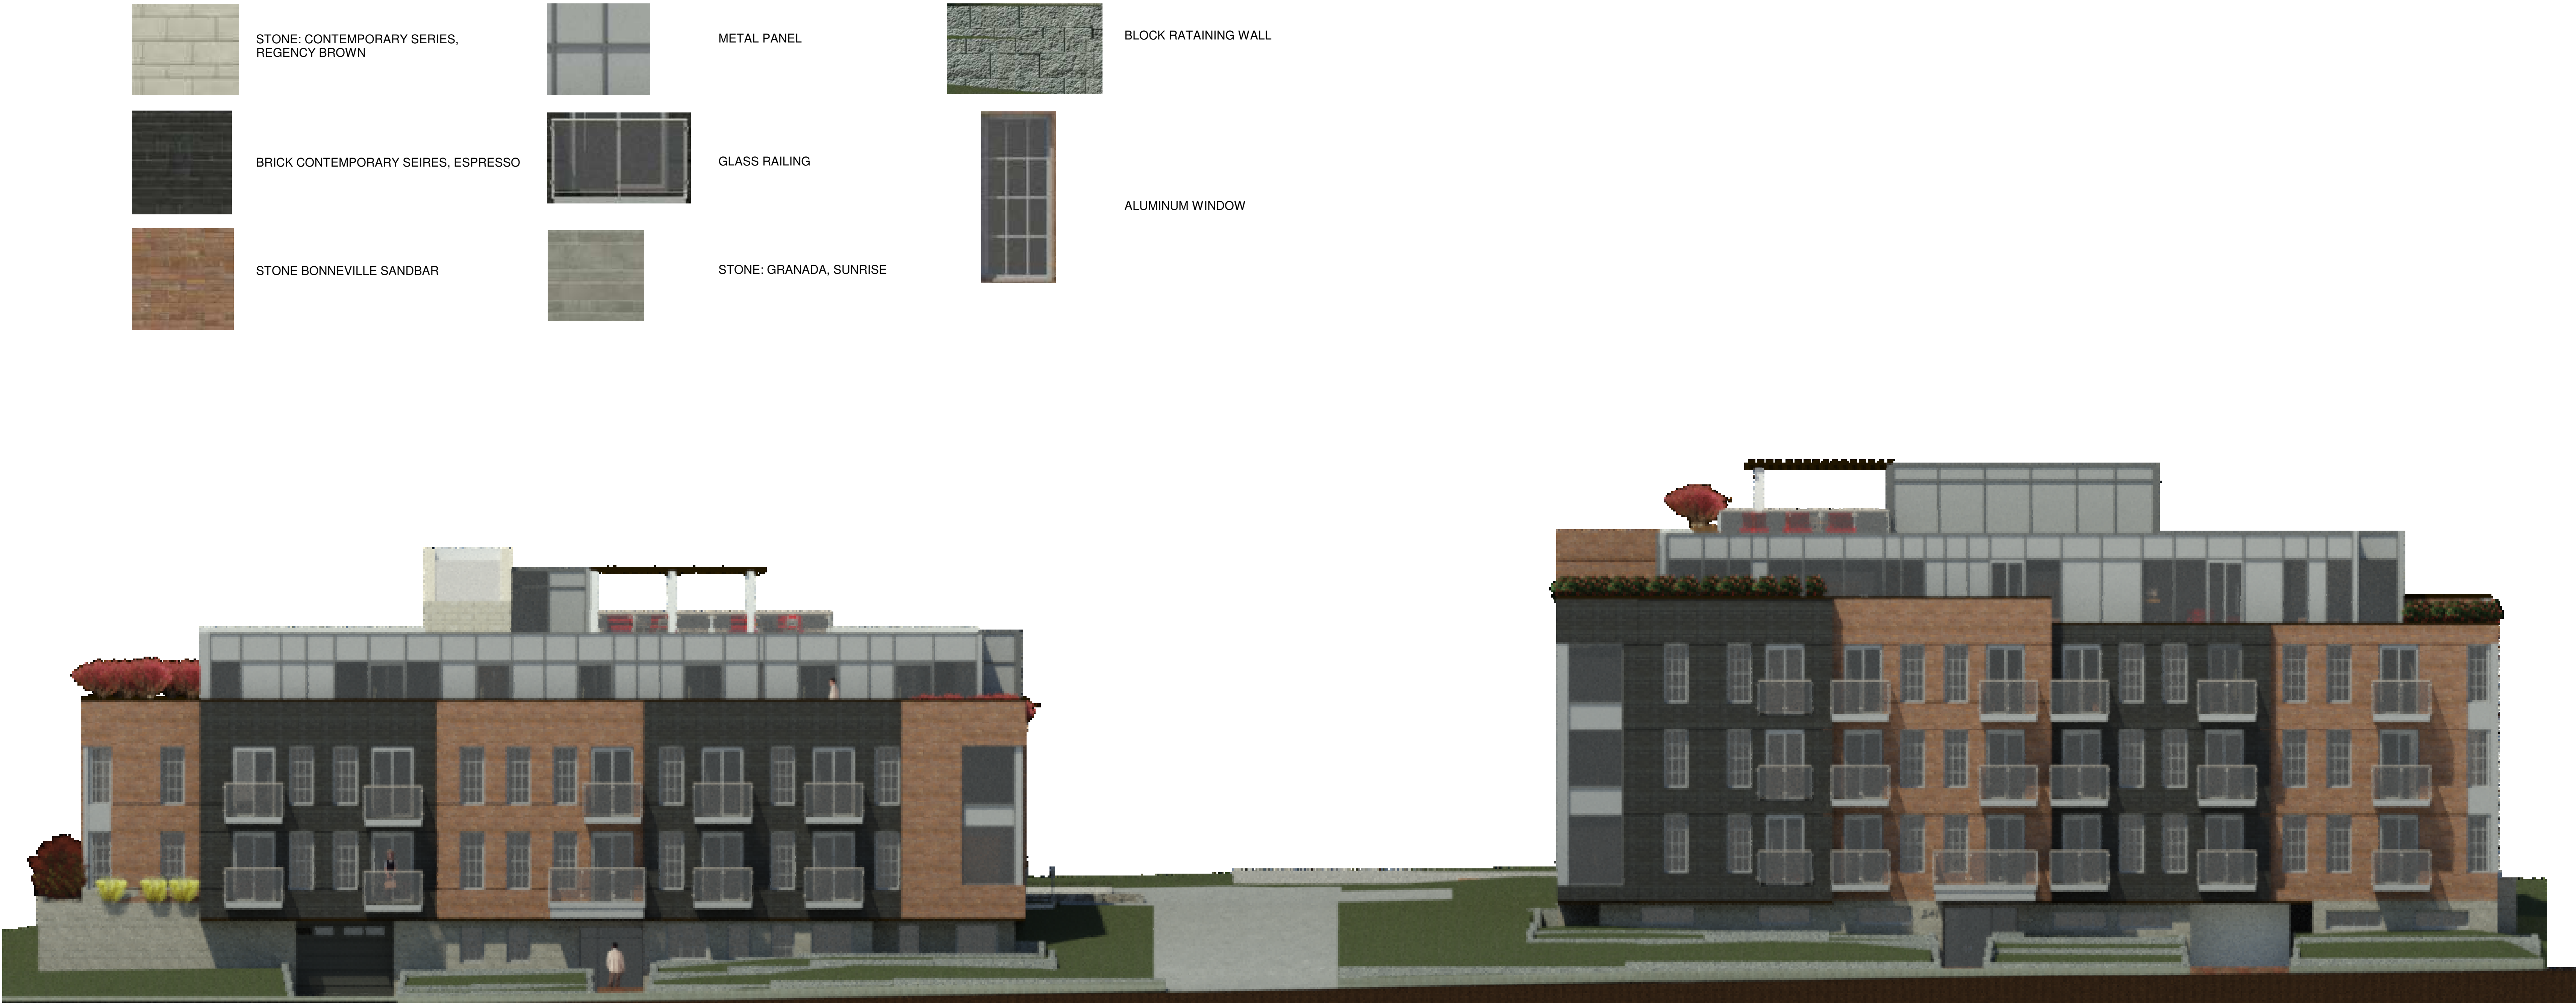 STONE: CONTEMPORARY SERIES,
REGENCY BROWN
METAL PANEL
BLOCK RATAINING WALL
BRICK CONTEMPORARY SEIRES, ESPRESSO
GLASS RAILING
ALUMINUM WINDOW
STONE BONNEVILLE SANDBAR
STONE: GRANADA, SUNRISE